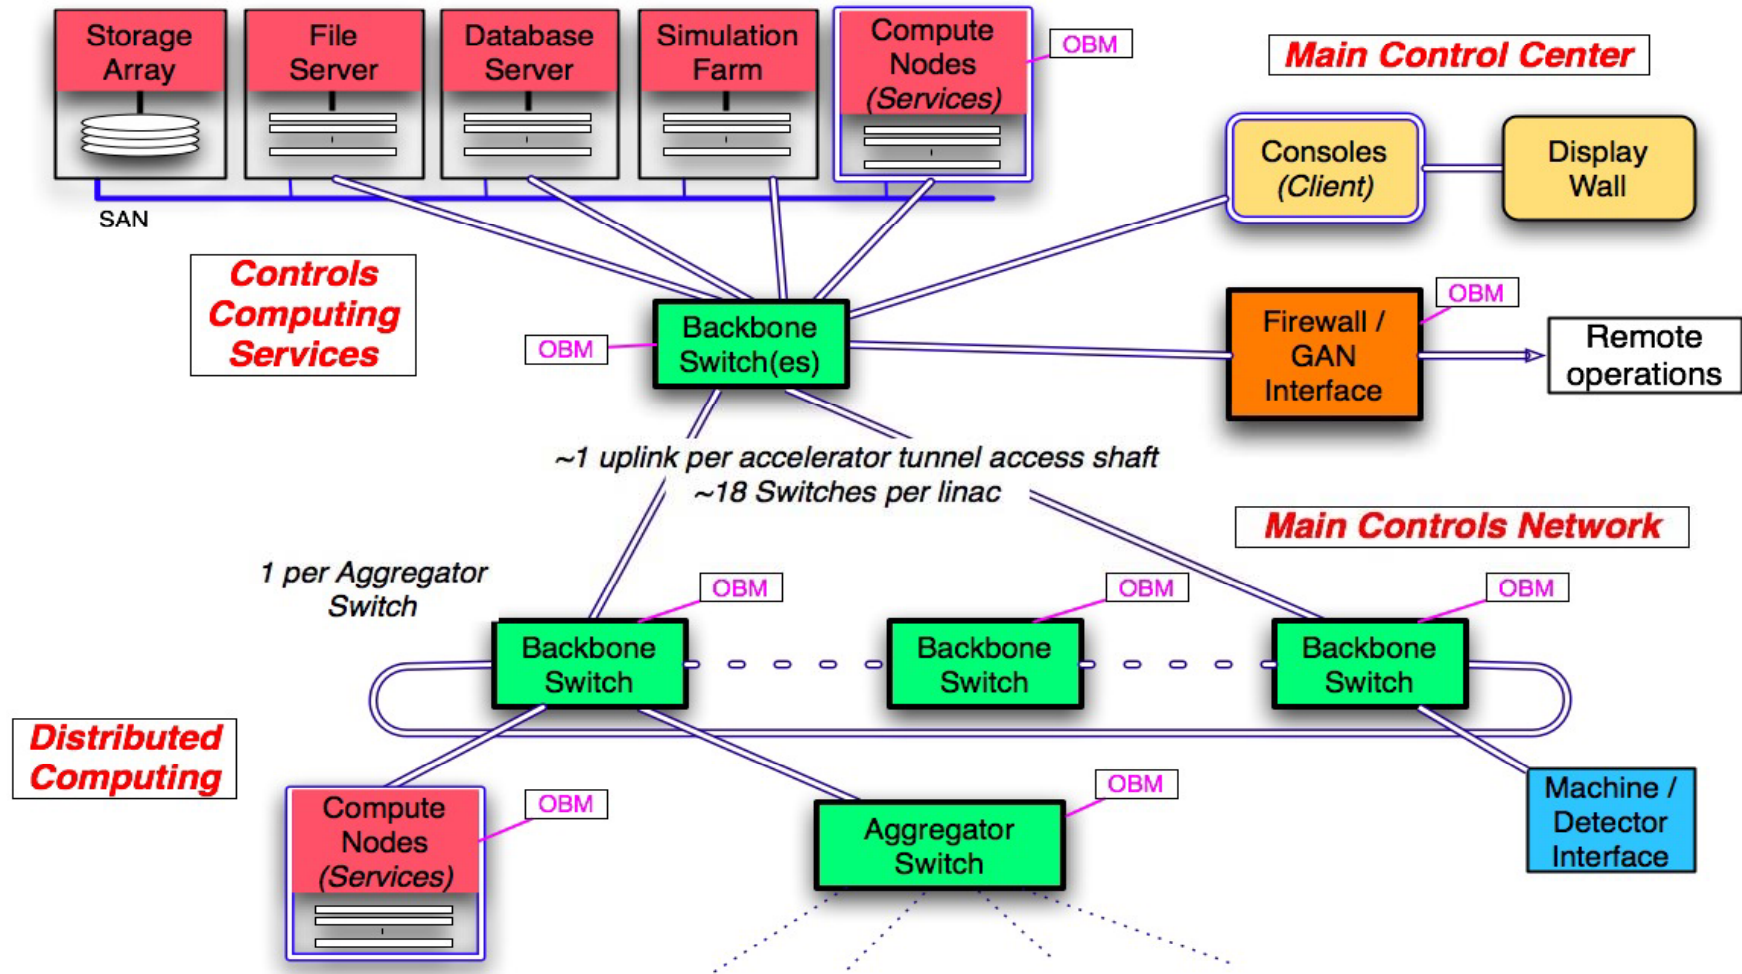 Storage
Array
File
Server
Database
Server
Simulation
Farm
Compute
Nodes
(Services)
OBM
Main Control Center
Consoles
(Client)
Display
Wall
SAN
Controls
Computing
Services
OBM
Backbone
Switch(es)
Firewall /
GAN
Interface
OBM
Remote
operations
~1 uplink per accelerator tunnel access shaft
~18 Switches per linac
Main Controls Network
1 per Aggregator
Switch
OBM
OBM
OBM
Backbone
Switch
Backbone
Switch
Backbone
Switch
Distributed
Computing
Compute
Nodes
(Services)
OBM
OBM
Aggregator
Switch
Machine /
Detector
Interface